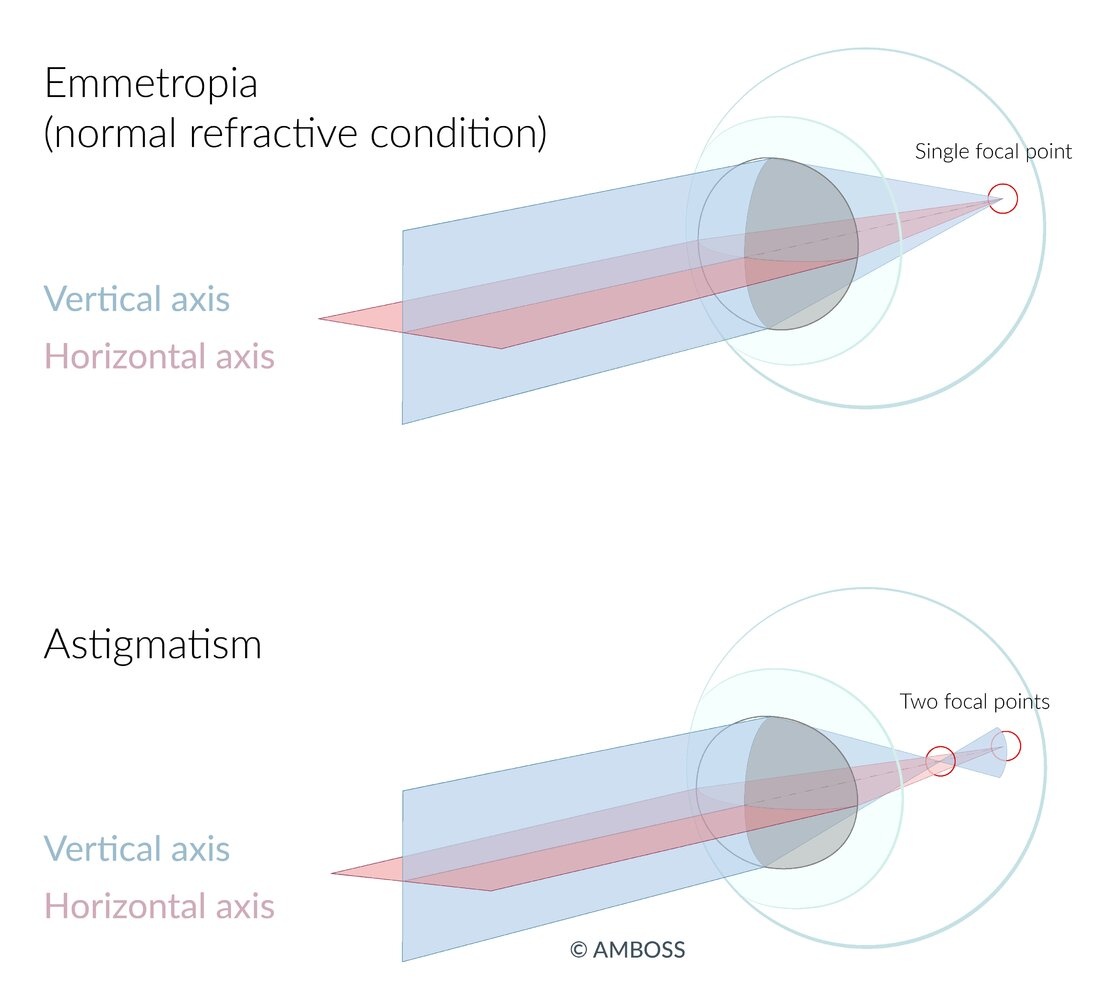 Emmetropia
(normal refractive condition)
Single focal point
Vertical axis
Horizontal axis
Astigmatism
Two focal points
Vertical axis
Horizontal axis
© AMBOSS